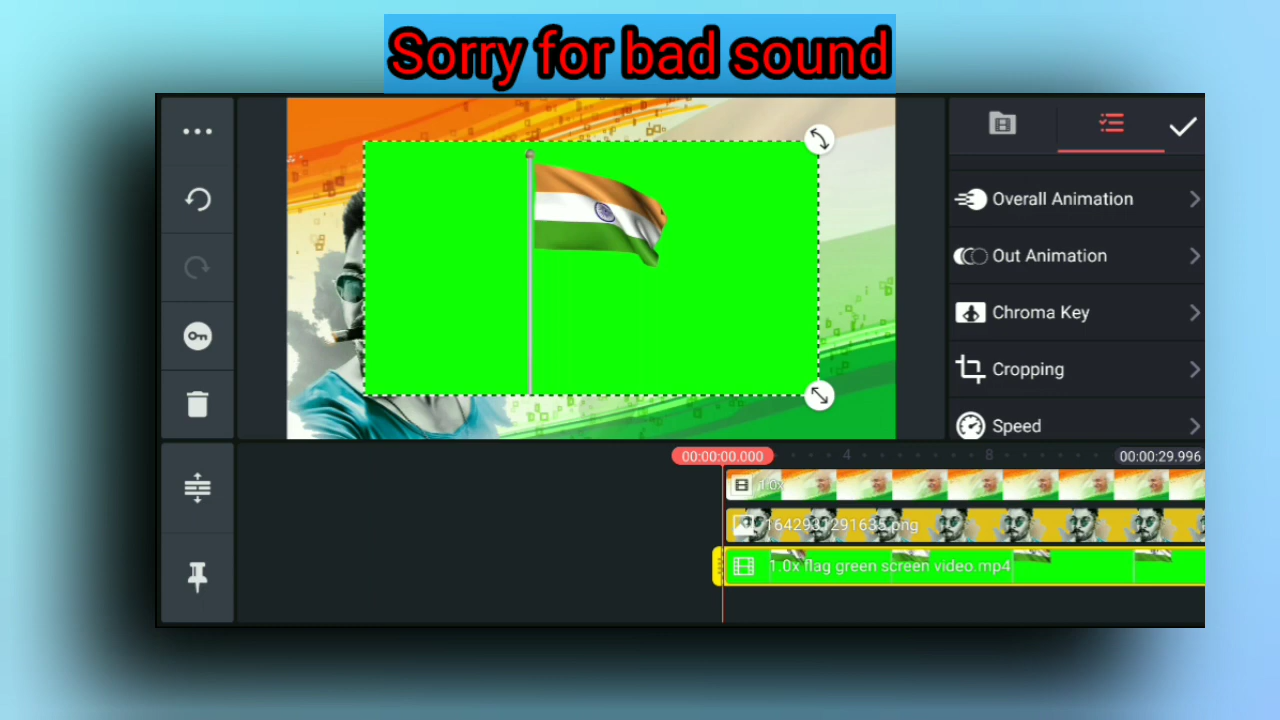 Sorry for bad sound
Overall Animation
Out Animation
Chroma Key
Cropping
Speed
00:00:00.000
4
8
00:00:29.996
1.0x
1642931291635.png
1.0x flag green screen video.mp4